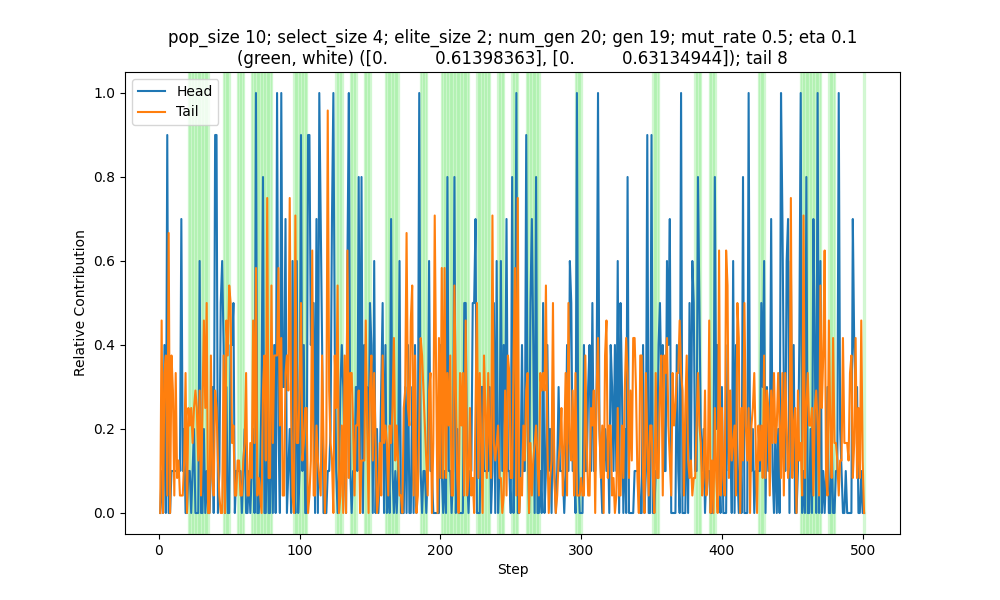 pop_size 10; select_size 4; elite_size 2; num_gen 20; gen 19; mut_rate 0.5; eta 0.1
(green, white) ([0.         0.61398363], [0.         0.63134944]); tail 8
Head
Tail
1.0
0.8
0.6
0.4
0.2
0.0
Relative Contribution
0 100 200 300 400 500
Step